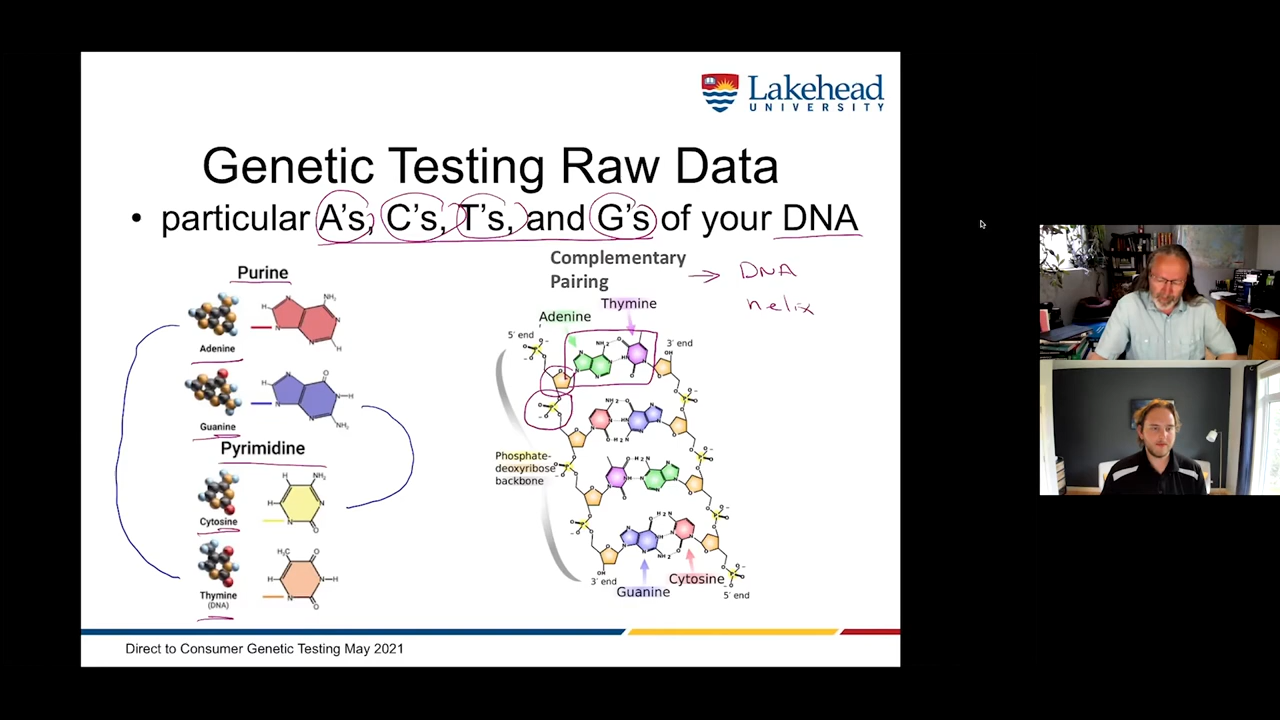 Lakehead
UNIVERSITY
Genetic Testing Raw Data
• particular A's, C's, T's, and G's of your DNA
Purine
Adenine
Guanine
Pyrimidine
Cytosine
Thymine
(DNA)
Complementary
Pairing
→ DNA
helix
Thymine
Adenine
5′ end
3′ end
Phosphate-
deoxyribose
backbone
3′ end
Guanine
Cytosine
5′ end
Direct to Consumer Genetic Testing May 2021